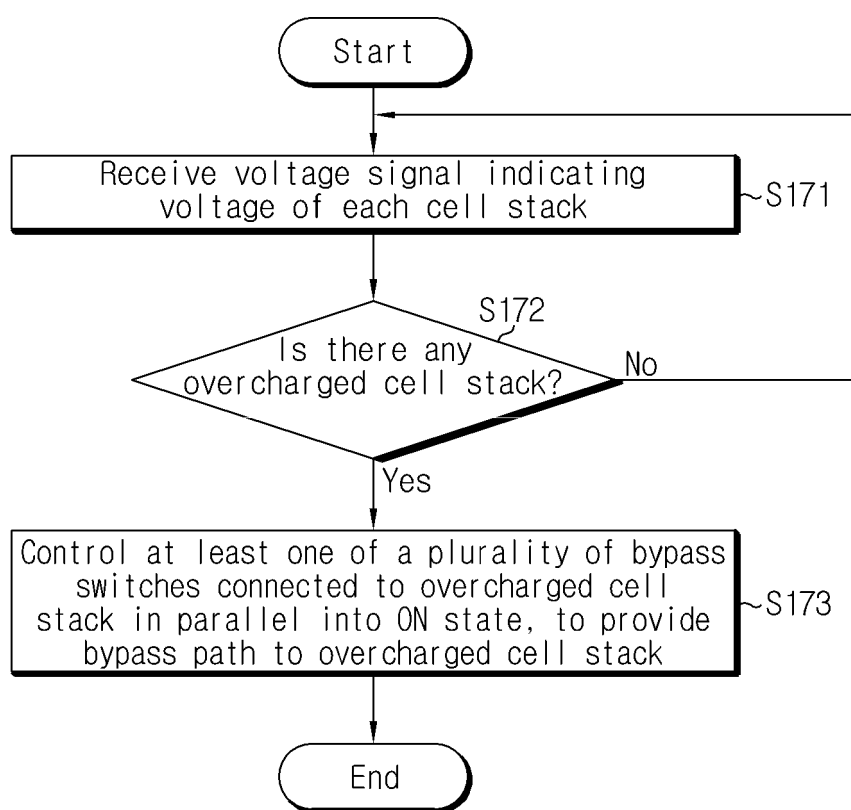 Start
Receive voltage signal indicating
voltage of each cell stack
S171
S172
Is there any
overcharged cell stack?
No
Yes
Control at least one of a plurality of bypass
switches connected to overcharged cell
stack in parallel into ON state, to provide
bypass path to overcharged cell stack
S173
End